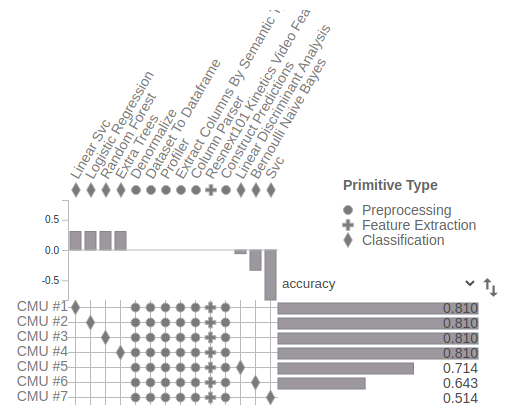 Linear Svc
Logistic Regression
Random Forest
Extra Trees
Denormalize
Dataset To Dataframe
Profiler
Extract Columns By Semantic
Column Parser
Resnext101 Kinetics Video Fea
Construct Predictions
Linear Discriminant Analysis
Bernoulli Naive Bayes
Svc
Primitive Type
Preprocessing
Feature Extraction
Classification
0.5
0.0
-0.5
accuracy
CMU #1 0.810
CMU #2 0.810
CMU #3 0.810
CMU #4 0.810
CMU #5 0.714
CMU #6 0.643
CMU #7 0.514